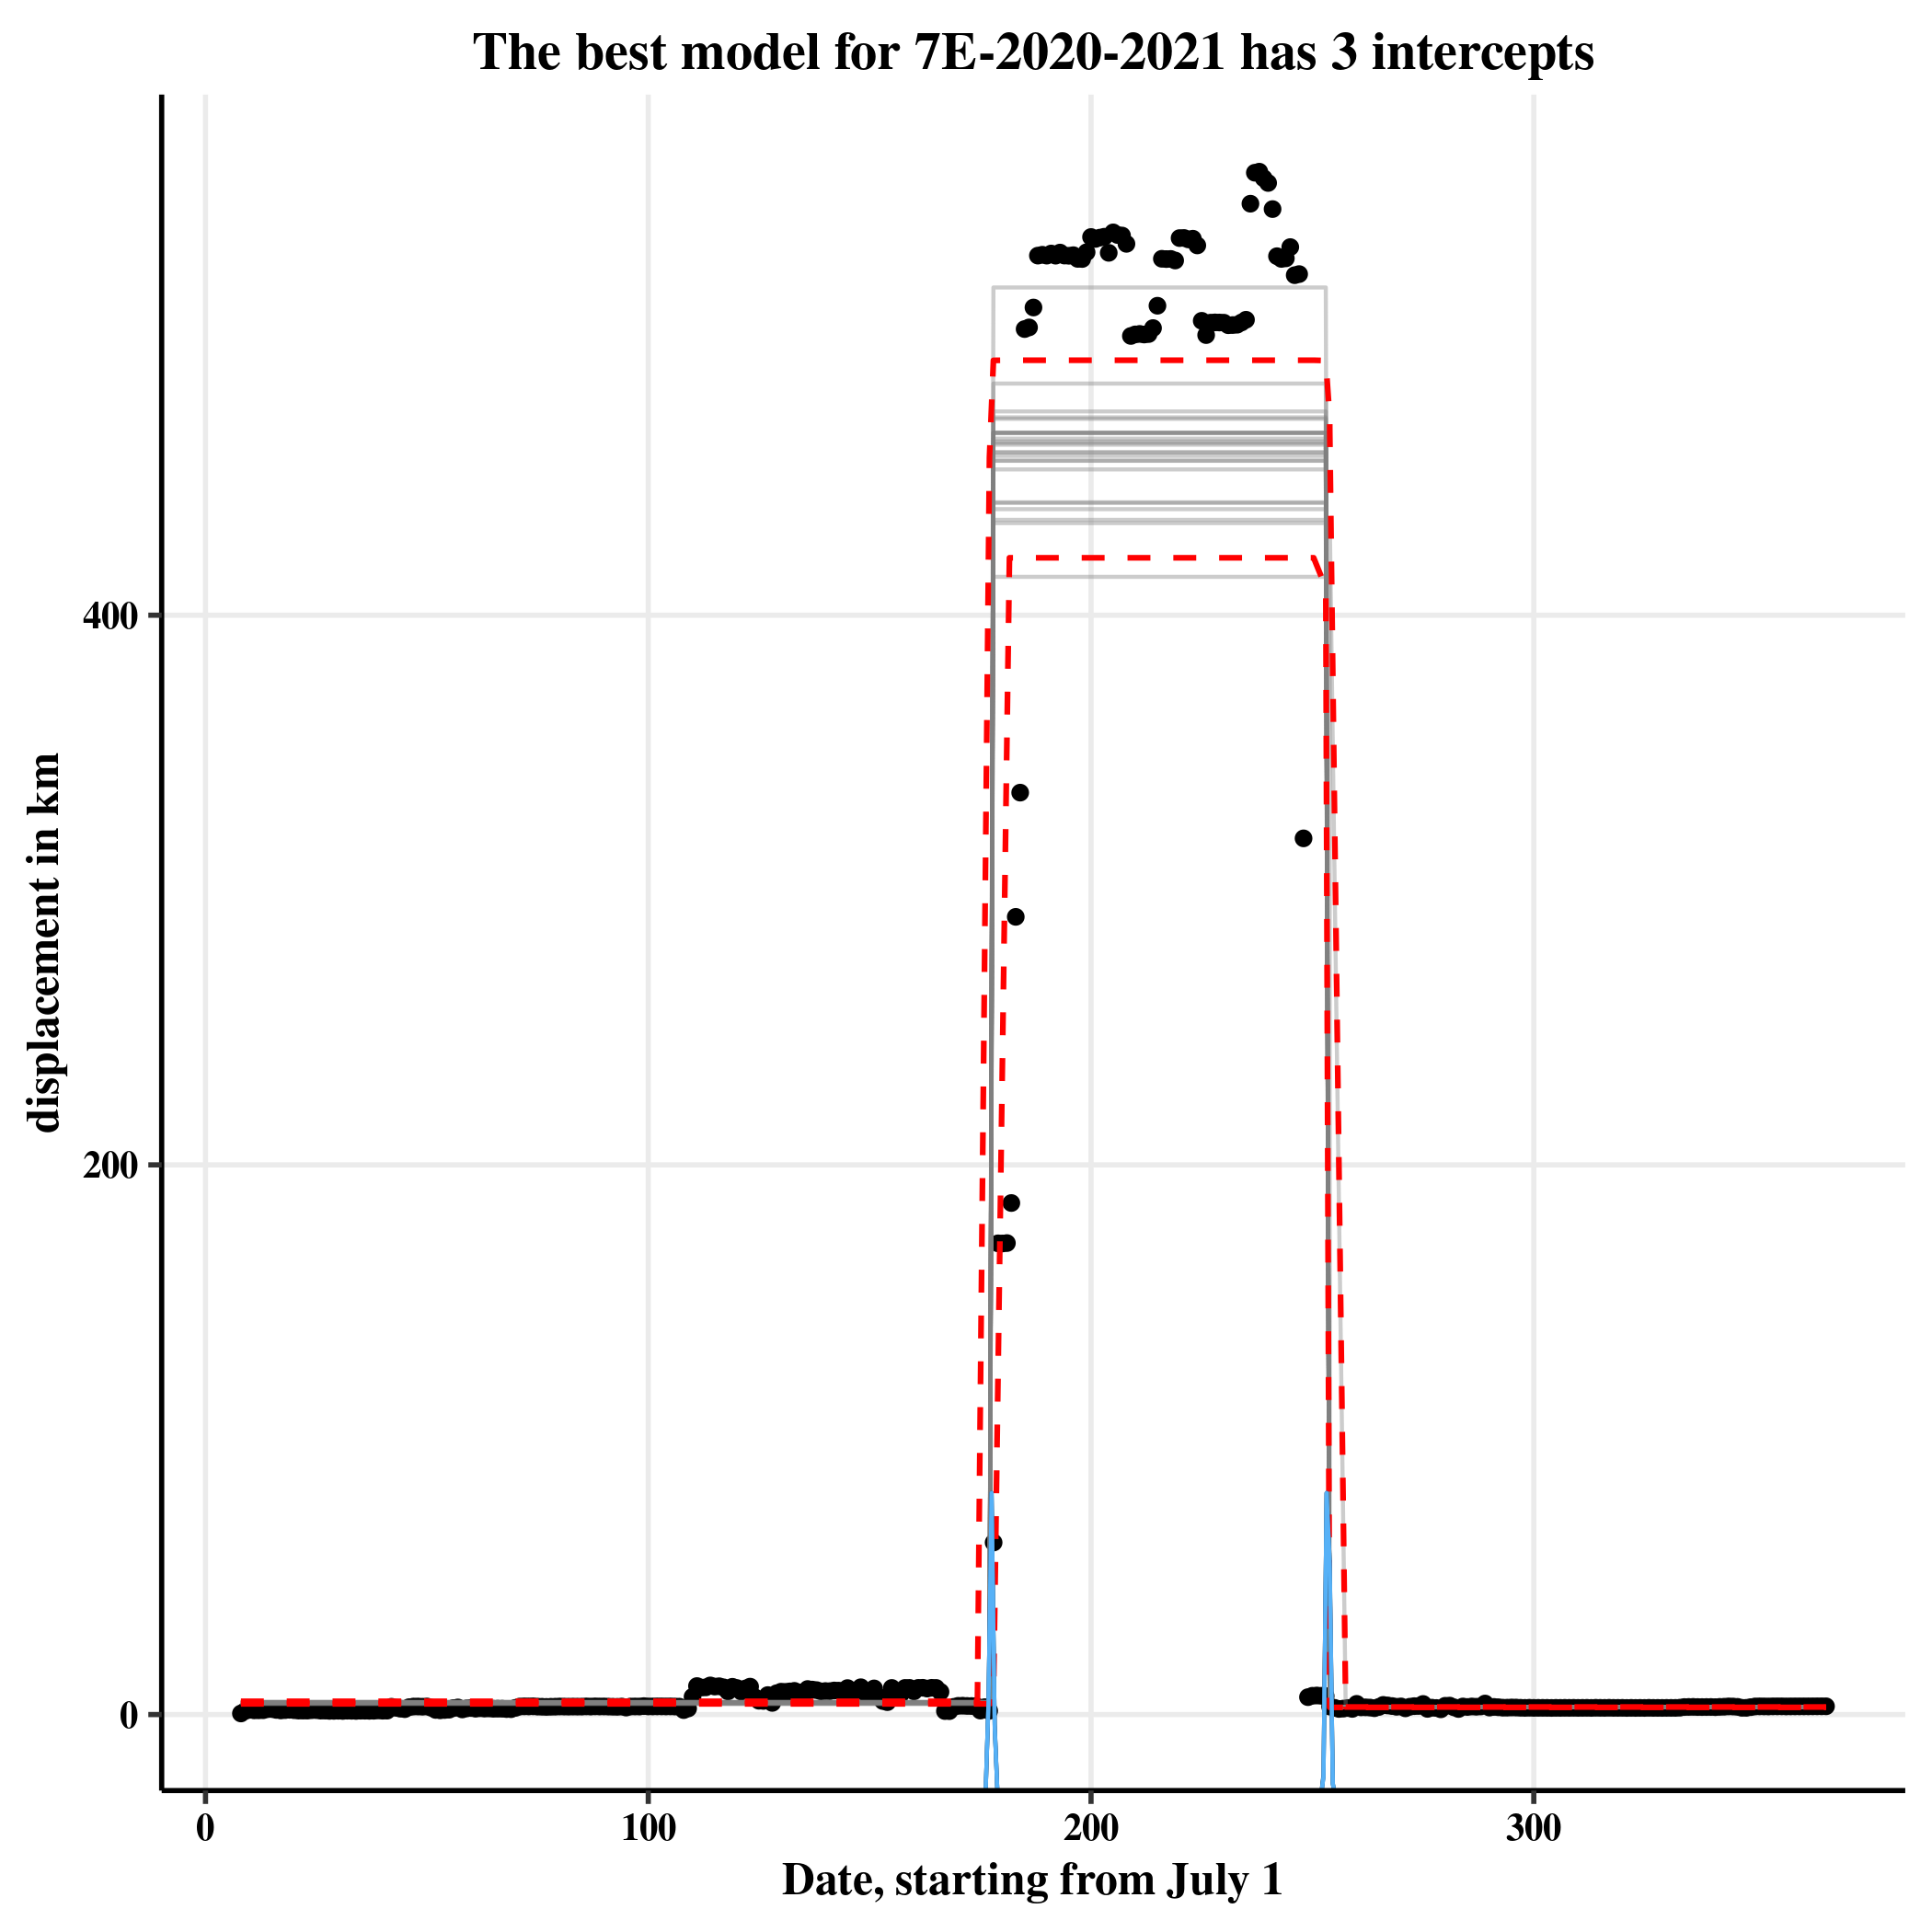 The best model for 7E-2020-2021 has 3 intercepts
displacement in km
400
200
0
0 100 200 300
Date, starting from July 1